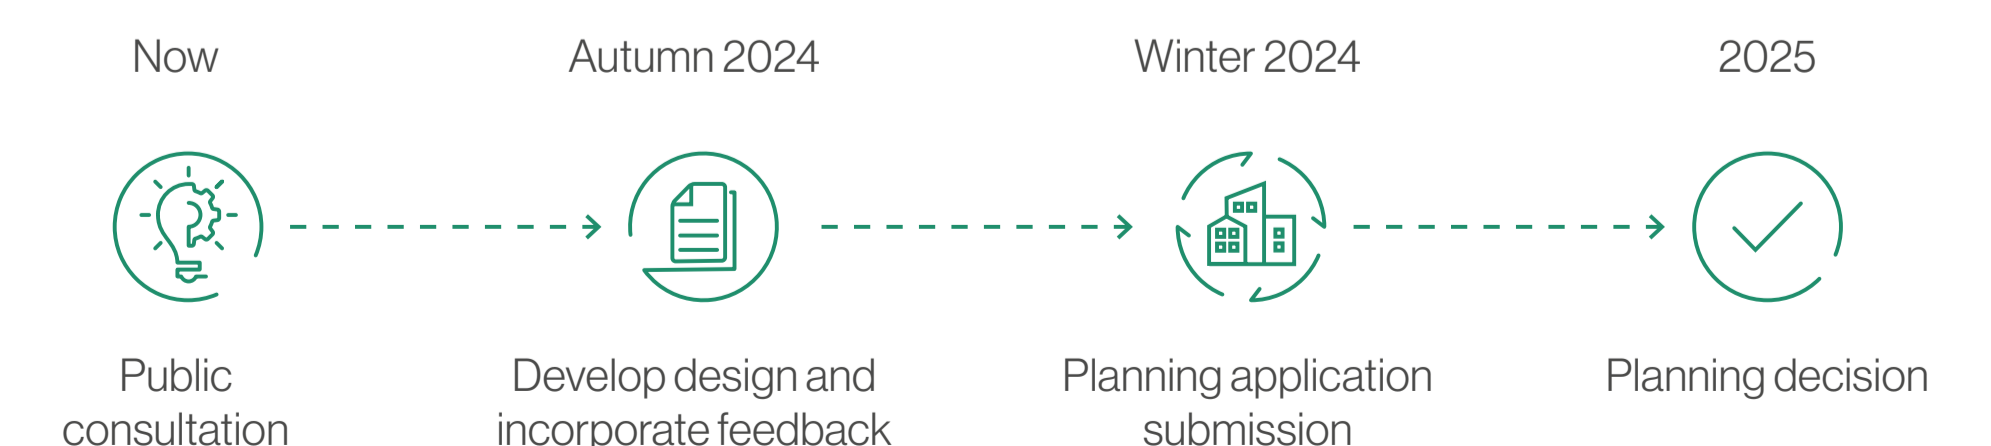 Now
Autumn 2024
Winter 2024
2025
Public
consultation
Develop design and
incorporate feedback
Planning application
submission
Planning decision